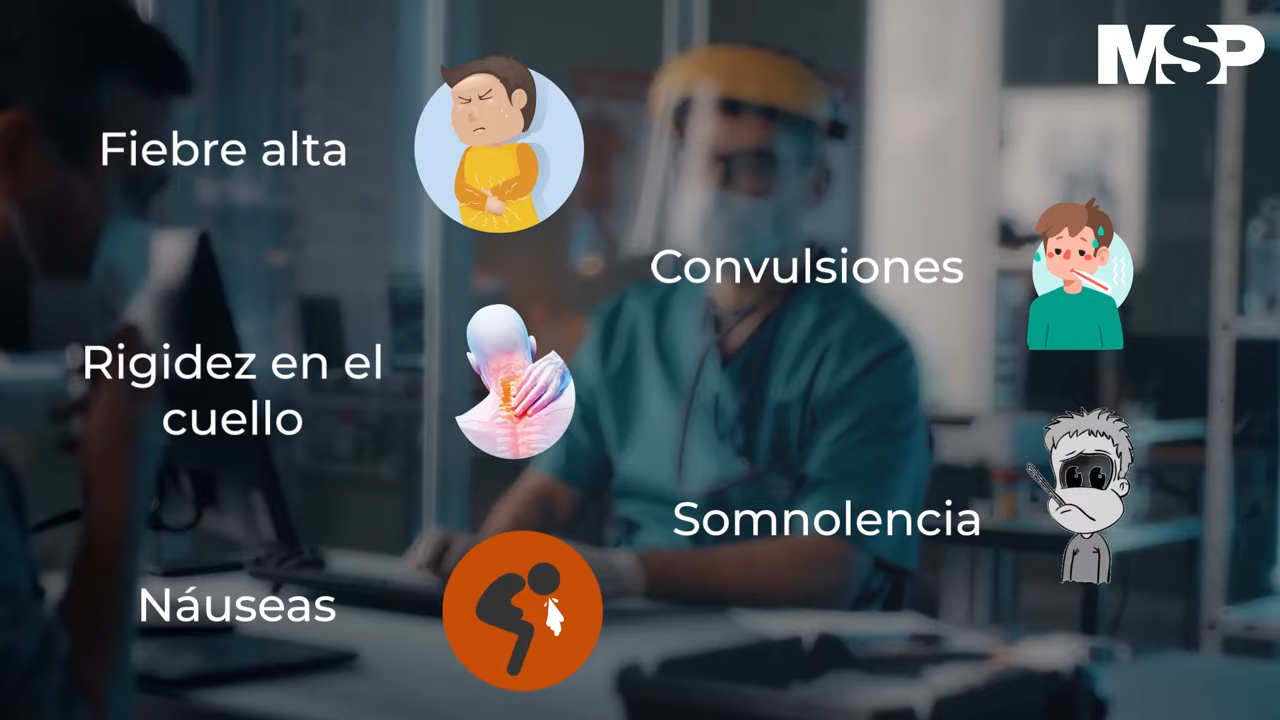 MSP
Fiebre alta
Convulsiones
Rigidez en el
cuello
Somnolencia
Náuseas